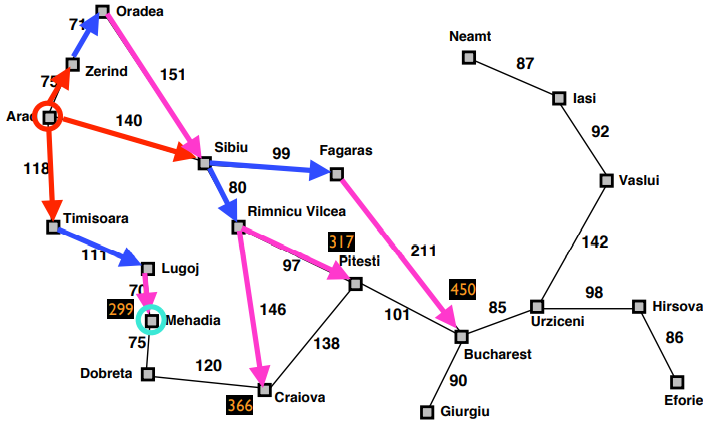 Oradea
71
Neamt
87
Zerind
151
75
Iasi
Arad
140
92
Sibiu
99
Fagaras
118
80
Vaslui
Timisoara
Rimnicu Vilcea
111
317
142
211
Lugoj
97
Pitesti
70
450
98
299
146
85
Hirsova
Mehadia
101
Urziceni
75
138
86
Bucharest
120
Dobreta
90
Craiova
Eforie
366
Giurgiu